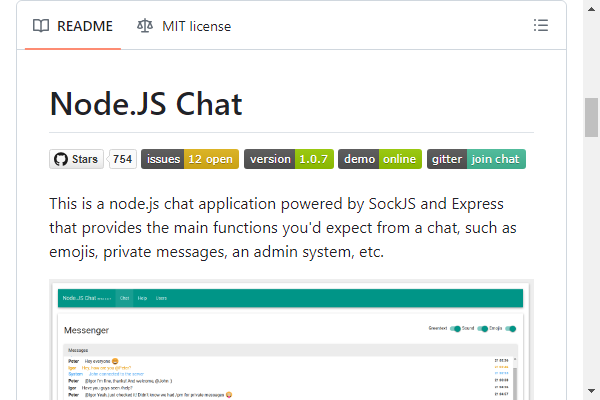 README
MIT license
Node.JS Chat
Stars 754 issues 12 open version 1.0.7 demo online gitter join chat
This is a node.js chat application powered by SockJS and Express
that provides the main functions you'd expect from a chat, such as
emojis, private messages, an admin system, etc.
Node.JS Chat
Chat Help Users
Messenger
Greentext Sound Emojis
Messages
Peter Hey everyone
Igor Hey, how are you @Peter?
System John connected to the server
Peter @Igor I'm fine, thanks! And welcome, @John :)
Igor Have you guys seen /help?
Peter @Igor Yeah, just checked it! Didn't know we had /pm for private messages